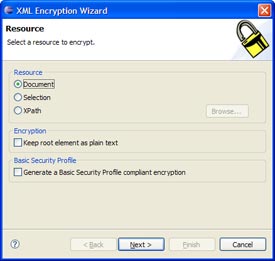 XML Encryption Wizard
Resource
Select a resource to encrypt.
Resource
Document
Selection
XPath
Browse...
Encryption
Keep root element as plain text
Basic Security Profile
Generate a Basic Security Profile compliant encryption
?
< Back
Next >
Finish
Cancel